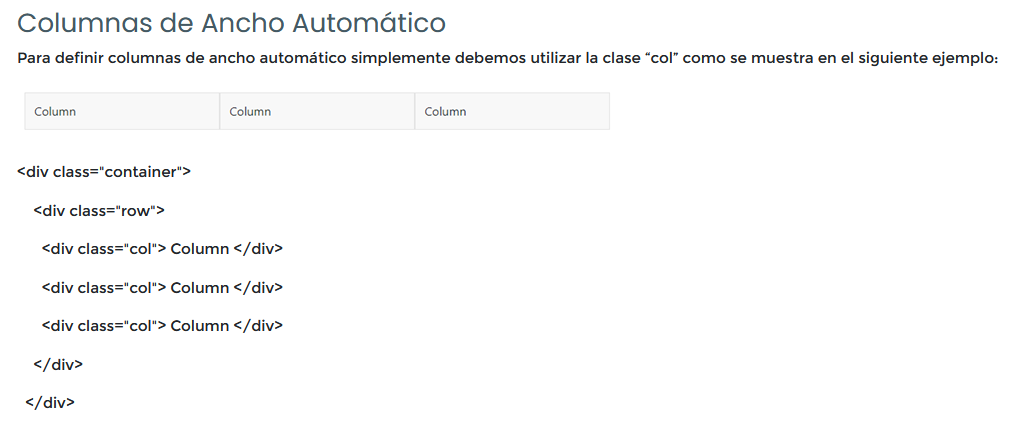 Columnas de Ancho Automático
Para definir columnas de ancho automático simplemente debemos utilizar la clase “col” como se muestra en el siguiente ejemplo:
Column Column Column
<div class="container">
<div class="row">
<div class="col"> Column </div>
<div class="col"> Column </div>
<div class="col"> Column </div>
</div>
</div>